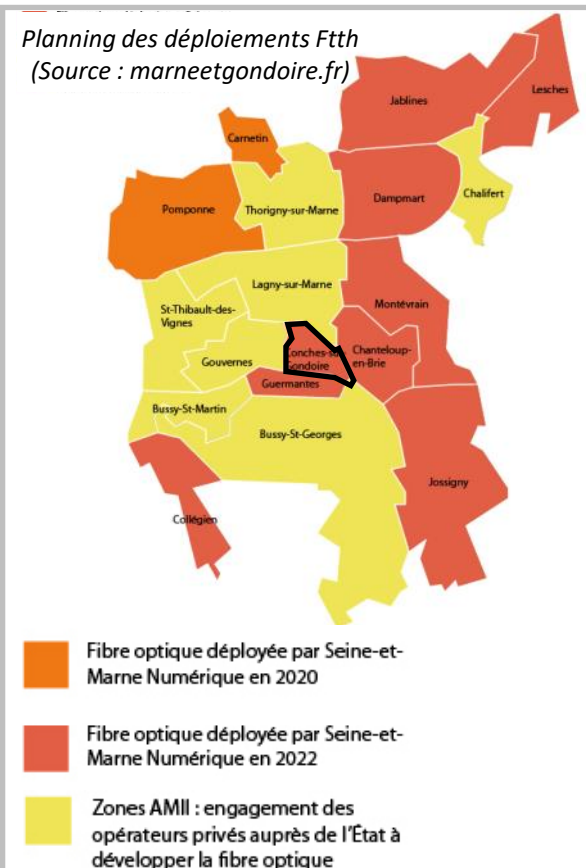 Planning des déploiements Ftth
(Source : marneetgondoire.fr)
Lesches
Jablines
Carnetin
Chalifert
Pomponne
Thorigny-sur-Marne
Dampmart
Lagny-sur-Marne
Montévrain
St-Thibault-des-
Vignes
Conches-sur-
Gondoire
Chanteloup-
en-Brie
Gouvernes
Guermantes
Bussy-St-Martin
Bussy-St-Georges
Jossigny
Collégien
Fibre optique déployée par Seine-et-
Marne Numérique en 2020
Fibre optique déployée par Seine-et-
Marne Numérique en 2022
Zones AMII : engagement des
opérateurs privés auprès de l'État à
développer la fibre optique